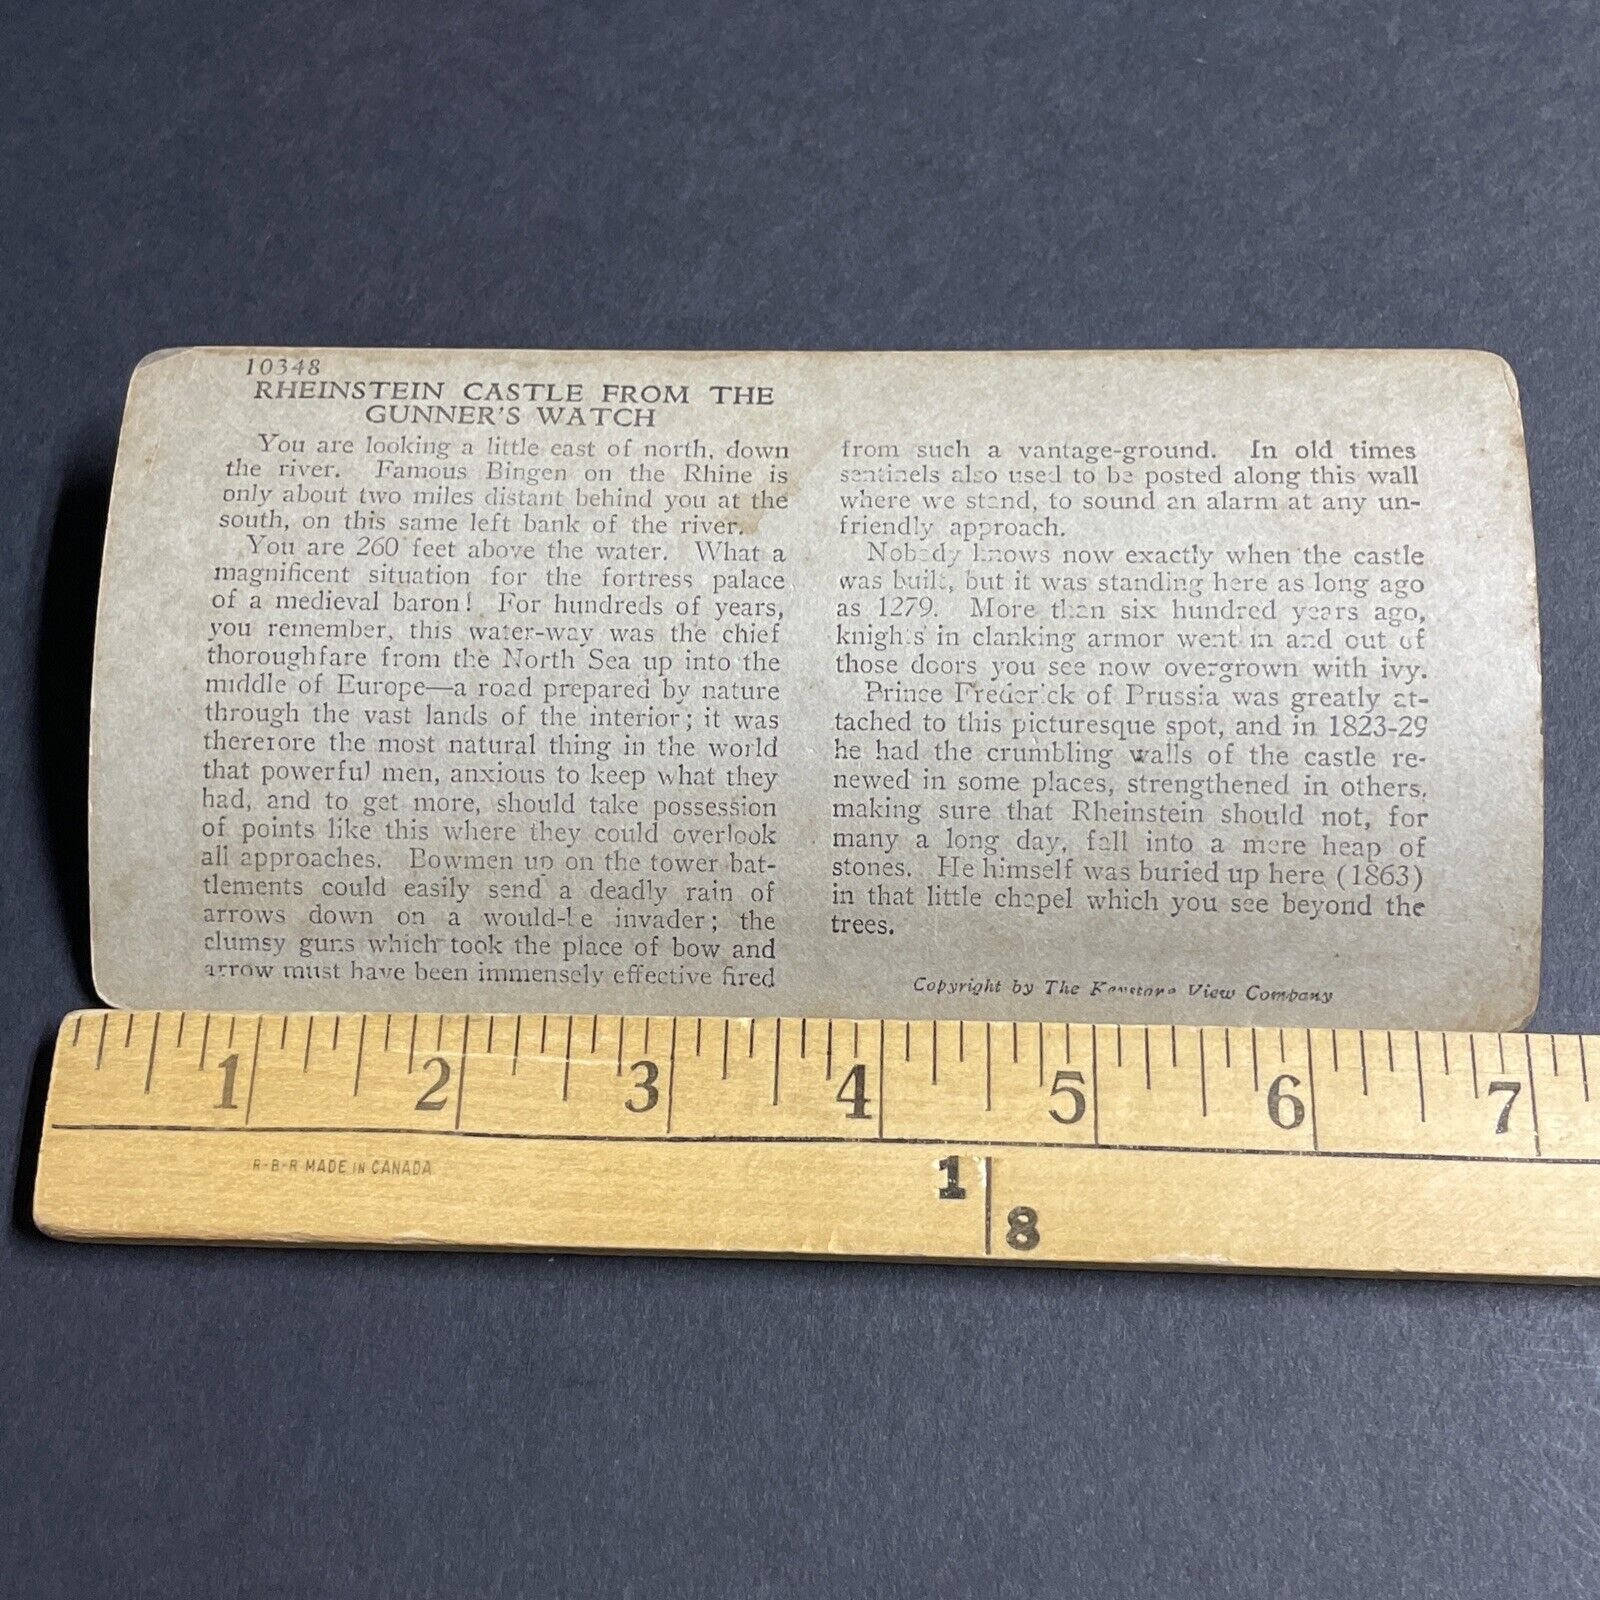 10348
RHEINSTEIN CASTLE FROM THE
GUNNER'S WATCH
You are looking a little east of north, down
the river. Famous Bingen on the Rhine is
only about two miles distant behind you at the
south, on this same left bank of the river.
You are 260 feet above the water. What a
magnificent situation for the fortress palace
of a medieval baron! For hundreds of years,
you remember, this water-way was the chief
thoroughfare from the North Sea up into the
middle of Europe—a road prepared by nature
through the vast lands of the interior; it was
therefore the most natural thing in the world
that powerful men, anxious to keep what they
had, and to get more, should take possession
of points like this where they could overlook
all approaches. Bowmen up on the tower bat-
tlements could easily send a deadly rain of
arrows down on a would-be invader; the
clumsy guns which took the place of bow and
arrow must have been immensely effective fired
from such a vantage-ground. In old times
sentinels also used to be posted along this wall
where we stand, to sound an alarm at any un-
friendly approach.
Nobody knows now exactly when the castle
was built, but it was standing here as long ago
as 1279. More than six hundred years ago,
knights in clanking armor went in and out of
those doors you see now overgrown with ivy.
Prince Frederick of Prussia was greatly at-
tached to this picturesque spot, and in 1823-29
he had the crumbling walls of the castle re-
newed in some places, strengthened in others,
making sure that Rheinstein should not, for
many a long day, fall into a mere heap of
stones. He himself was buried up here (1863)
in that little chapel which you see beyond the
trees.
Copyright by The Keystone View Company
1 2 3 4 5 6 7
R-B-R MADE IN CANADA
1
8